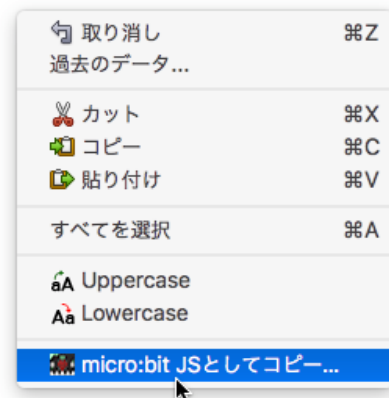 取り消し ⌘Z
過去のデータ...
カット ⌘X
コピー ⌘C
貼り付け ⌘V
すべてを選択 ⌘A
Uppercase
Lowercase
micro:bit JSとしてコピー...